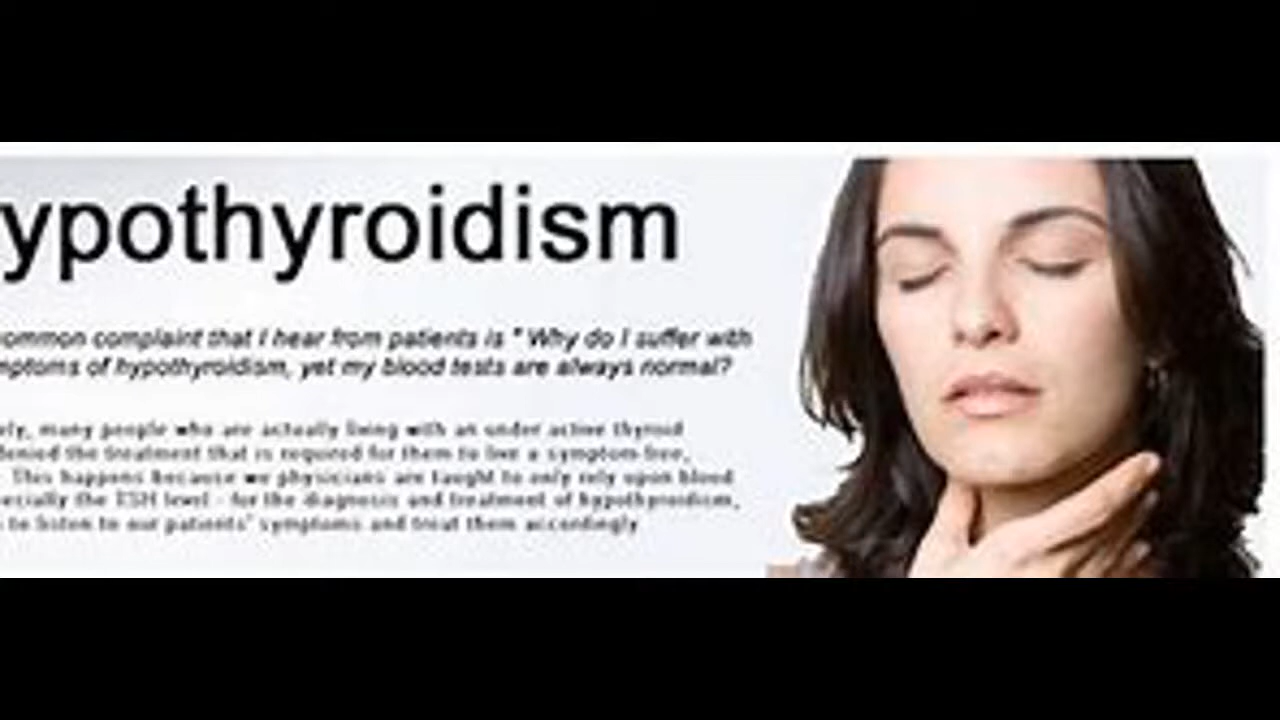 ypothyroidism
ommon complaint that I hear from patients is " Why do I suffer with
mptoms of hypothyroidism, yet my blood tests are always normal?
ely, many people who are actually living with an under active thyroid
denied the treatment that is required for them to live a symptom-free,
This happens because we physicians are taught to only rely upon blood
ecially the TSH level - for the diagnosis and treatment of hypothyroidism,
to listen to our patients' symptoms and treat them accordingly